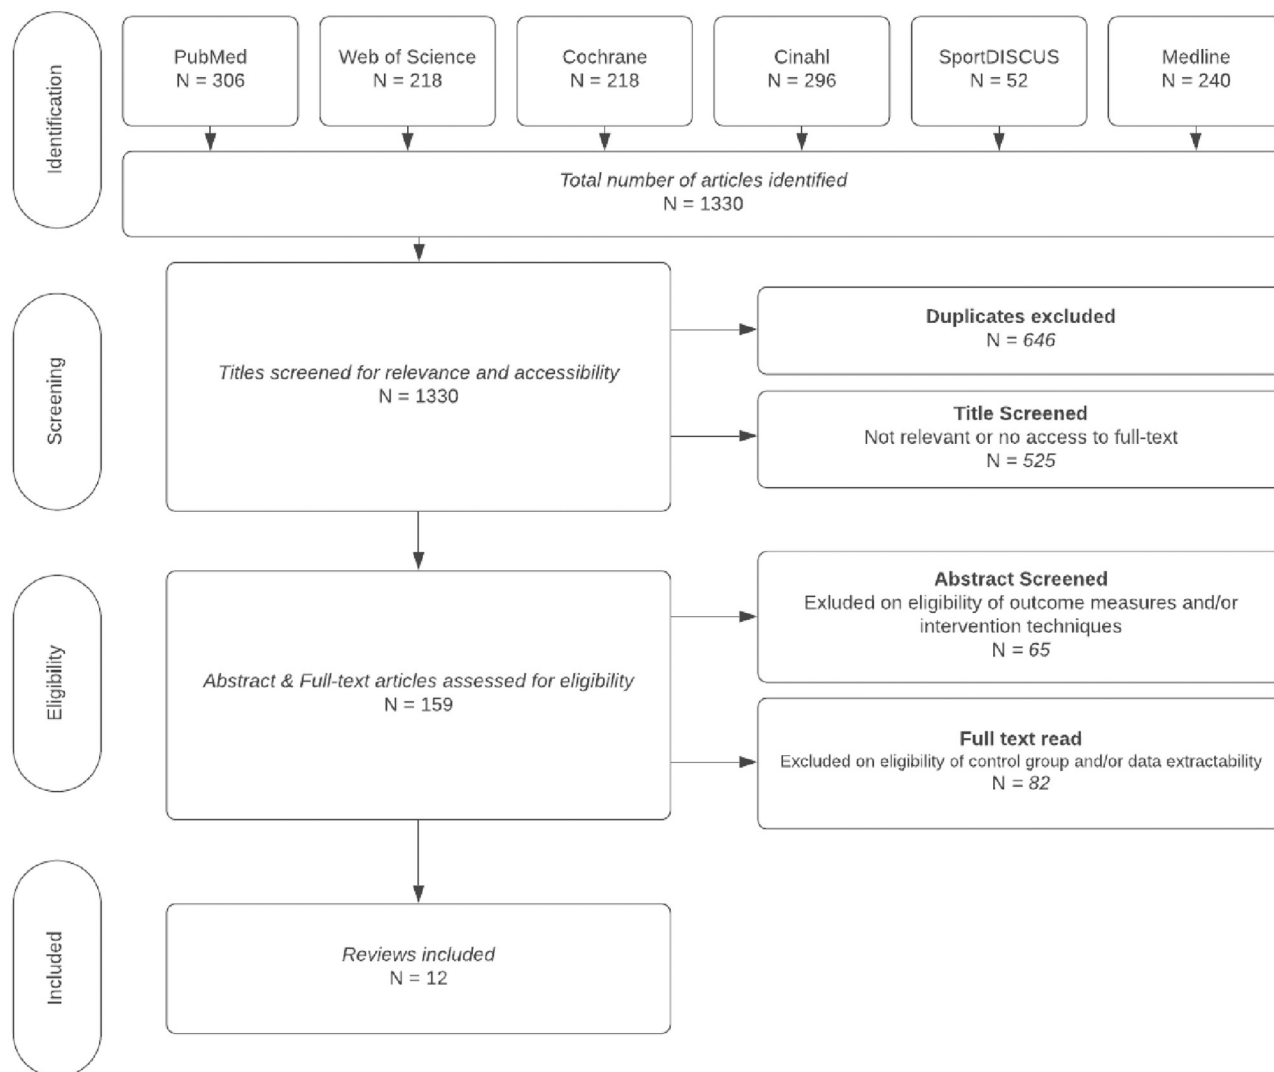 Identification
PubMed
N = 306
Web of Science
N = 218
Cochrane
N = 218
Cinahl
N = 296
SportDISCUS
N = 52
Medline
N = 240
Total number of articles identified
N = 1330
Screening
Titles screened for relevance and accessibility
N = 1330
Duplicates excluded
N = 646
Title Screened
Not relevant or no access to full-text
N = 525
Eligibility
Abstract & Full-text articles assessed for eligibility
N = 159
Abstract Screened
Exluded on eligibility of outcome measures and/or
intervention techniques
N = 65
Full text read
Excluded on eligibility of control group and/or data extractability
N = 82
Included
Reviews included
N = 12